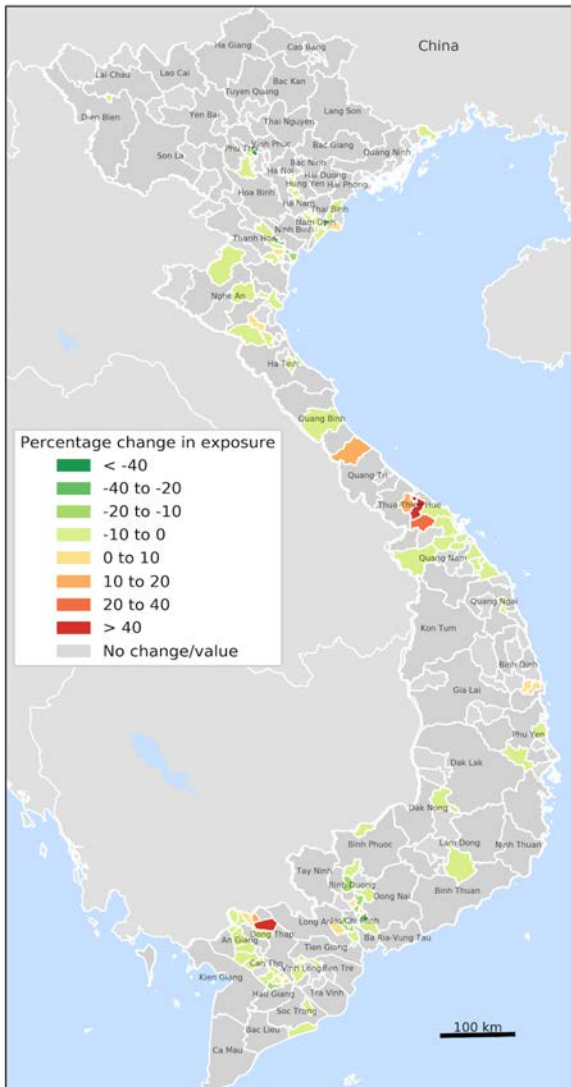 China
Ha Giang
Cao Bang
Lai Chau
Lao Cai
Bac Kan
Tuyen Quang
Dien Bien
Yen Bai
Lang Son
Thai Nguyen
Phu Tho
Vinh Phuc
Bac Giang
Son La
Quang Ninh
Bac Ninh
Ha Noi
Hai Duong
Hung Yen
Hai Phong
Hoa Binh
Ha Nam
Thai Binh
Nam Dinh
Ninh Binh
Thanh Hoa
Nghe An
Ha Tinh
Quang Binh
Percentage change in exposure
< -40
-40 to -20
-20 to -10
-10 to 0
0 to 10
10 to 20
20 to 40
> 40
No change/value
Quang Tri
Thua Thien Hue
Quang Nam
Quang Ngai
Kon Tum
Binh Dinh
Gia Lai
Phu Yen
Dak Lak
Dak Nong
Lam Dong
Ninh Thuan
Binh Phuoc
Tay Ninh
Binh Duong
Dong Nai
Binh Thuan
Long An
Ho Chi Minh
Dong Thap
Ba Ria-Vung Tau
An Giang
Tien Giang
Can Tho
Vinh Long
Ben Tre
Kien Giang
Hau Giang
Tra Vinh
Soc Trang
Bac Lieu
Ca Mau
100 km